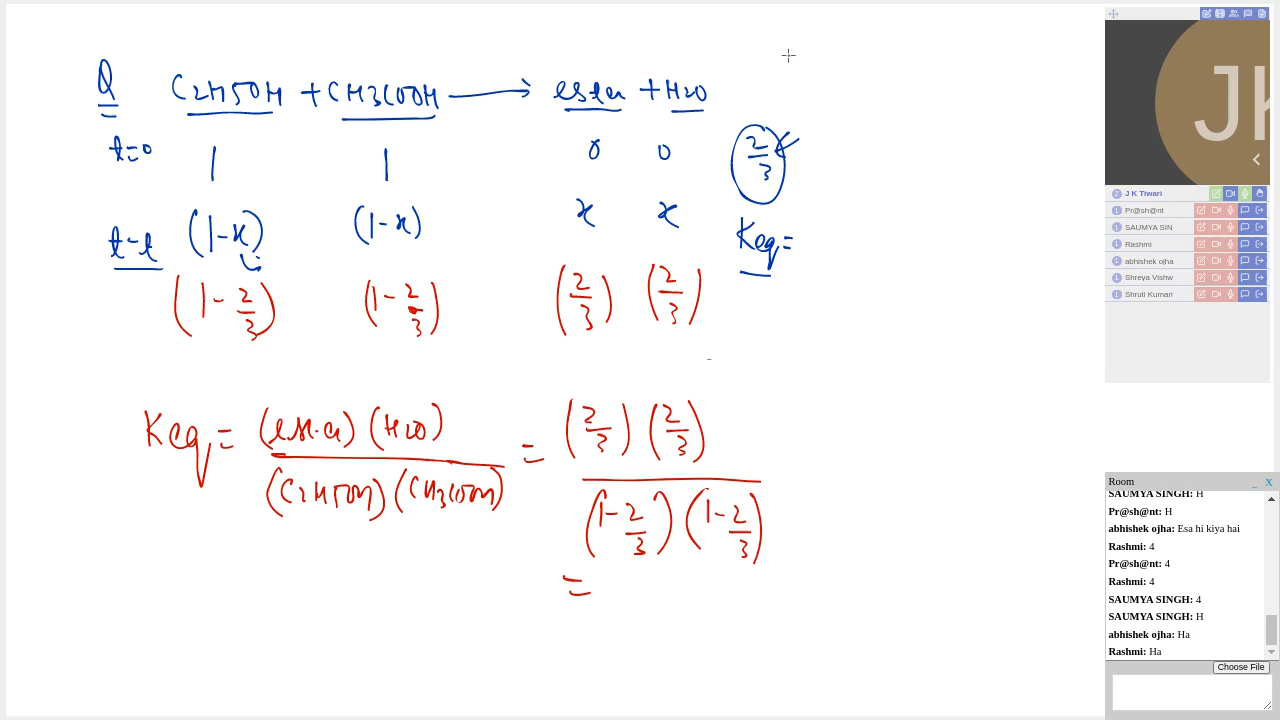 Q C2H5OH + CH3COOH → ester + H2O
t=0 1 1 0 0 2/3
t=t (1-x) (1-x) x x Keq =
(1 - 2/3) (1 - 2/3) (2/3) (2/3)
Keq = (ester) (H2O) / (C2H5OH) (CH3COOH) = (2/3) (2/3) / (1 - 2/3) (1 - 2/3)
=
JK
J K Tiwari
Pr@sh@nt
SAUMYA SIN
Rashmi
abhishek ojha
Shreya Vishw
Shruti Kumari
Room _ X
SAUMYA SINGH: H
Pr@sh@nt: H
abhishek ojha: Esa hi kiya hai
Rashmi: 4
Pr@sh@nt: 4
Rashmi: 4
SAUMYA SINGH: 4
SAUMYA SINGH: H
abhishek ojha: Ha
Rashmi: Ha
Choose File